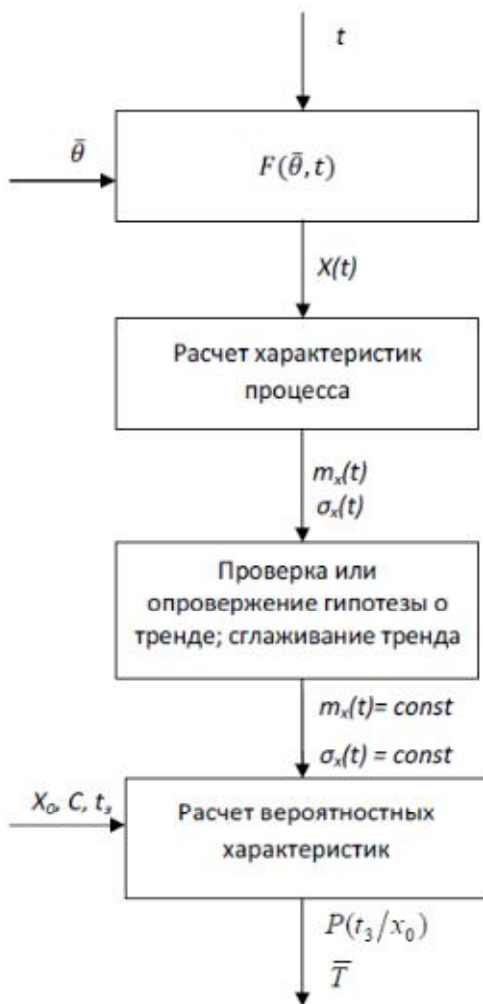 t
θ̄
F(θ̄, t)
X(t)
Расчет характеристик
процесса
mₓ(t)
σₓ(t)
Проверка или
опровержение гипотезы о
тренде; сглаживание тренда
mₓ(t)= const
σₓ(t) = const
X₀, C, tₔ
Расчет вероятностных
характеристик
P(t₃/x₀)
T̄